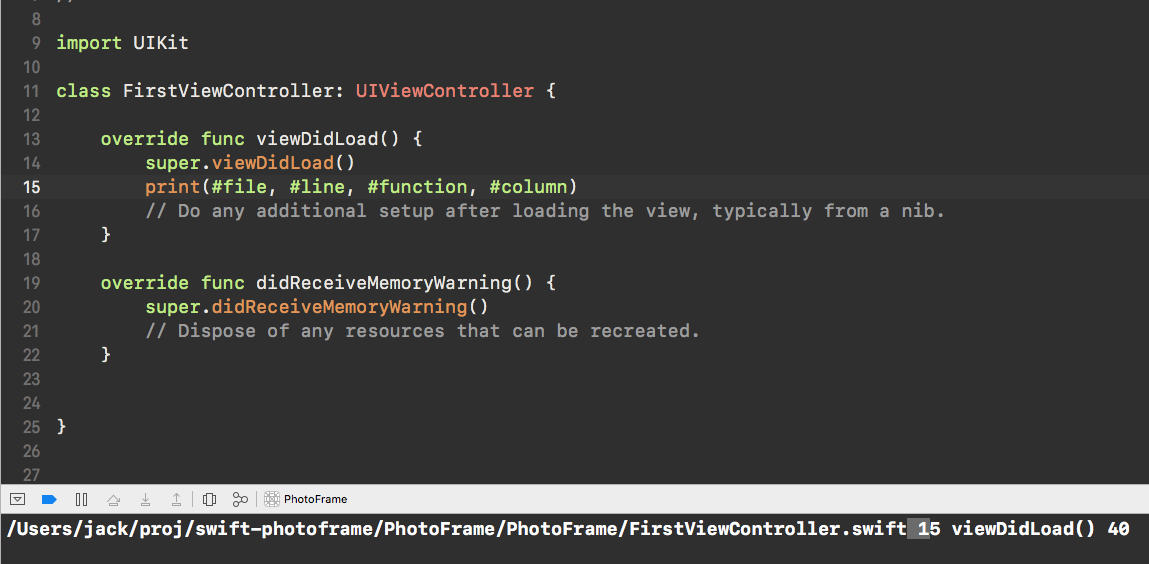 8
9 import UIKit
10
11 class FirstViewController: UIViewController {
12
13     override func viewDidLoad() {
14         super.viewDidLoad()
15         print(#file, #line, #function, #column)
16         // Do any additional setup after loading the view, typically from a nib.
17     }
18
19     override func didReceiveMemoryWarning() {
20         super.didReceiveMemoryWarning()
21         // Dispose of any resources that can be recreated.
22     }
23
24
25 }
26
27
PhotoFrame
/Users/jack/proj/swift-photoframe/PhotoFrame/PhotoFrame/FirstViewController.swift 15 viewDidLoad() 40